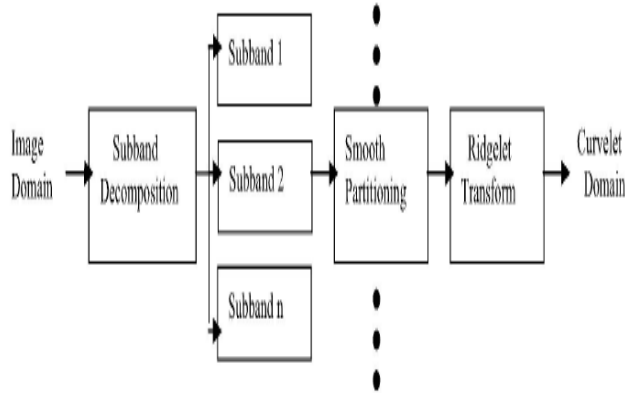 Image
Domain
Subband
Decomposition
Subband 1
Subband 2
Subband n
Smooth
Partitioning
Ridgelet
Transform
Curvelet
Domain